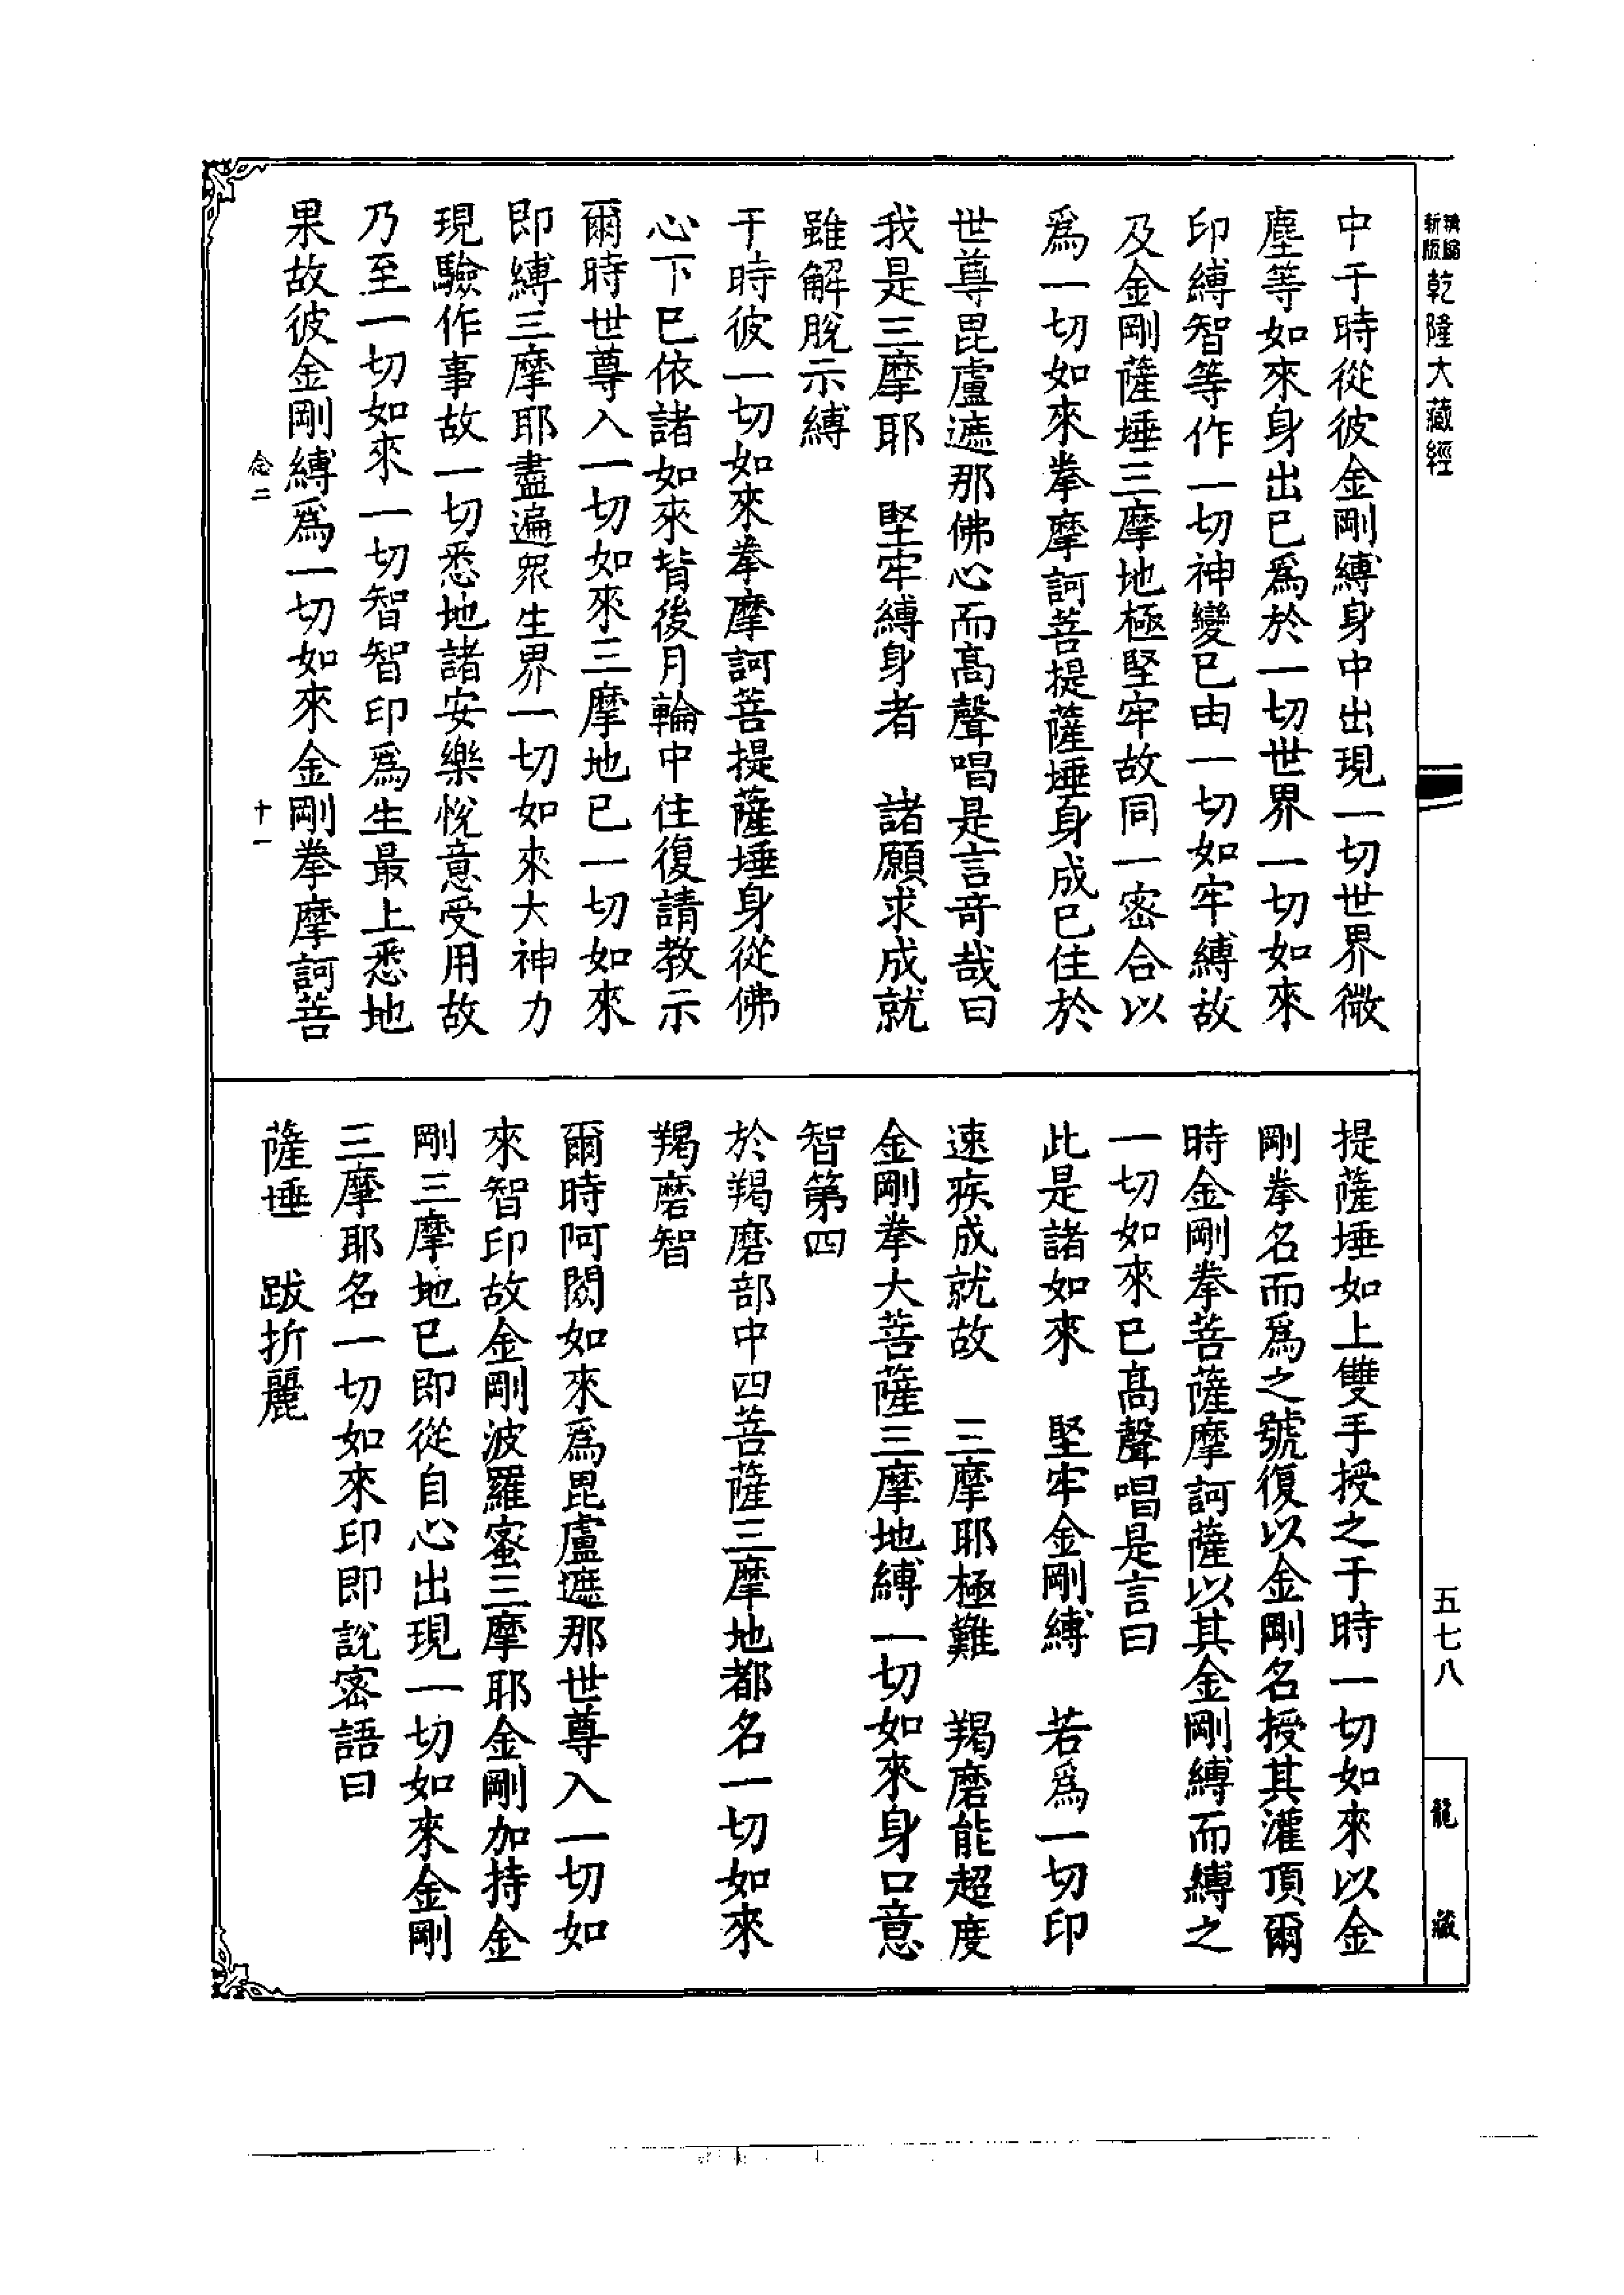 新版精編
乾隆大藏經
中于時從彼金剛縛身中出現一切世界微
塵等如來身出已爲於一切世界一切如來
印縛智等作一切神變已由一切如牢縛故
及金剛薩埵三摩地極堅牢故同一密合以
爲一切如來拳摩訶菩提薩埵身成已住於
世尊毘盧遮那佛心而高聲唱是言奇哉曰
我是三摩耶　堅牢縛身者　諸願求成就
雖解脫示縛
于時彼一切如來拳摩訶菩提薩埵身從佛
心下已依諸如來背後月輪中住復請教示
爾時世尊入一切如來三摩地已一切如來
即縛三摩耶盡遍眾生界一切如來大神力
現驗作事故一切悉地諸安樂悅意受用故
乃至一切如來一切智智印爲生最上悉地
果故彼金剛縛爲一切如來金剛拳摩訶菩
念二　十一
提薩埵如上雙手授之于時一切如來以金
剛拳名而爲之號復以金剛名授其灌頂爾
時金剛拳菩薩摩訶薩以其金剛縛而縛之
一切如來已高聲唱是言曰
此是諸如來　堅牢金剛縛　若爲一切印
速疾成就故　三摩耶極難　羯磨能超度
金剛拳大菩薩三摩地縛一切如來身口意
智第四
於羯磨部中四菩薩三摩地都名一切如來
羯磨智
爾時阿閦如來爲毘盧遮那世尊入一切如
來智印故金剛波羅蜜三摩耶金剛加持金
剛三摩地已即從自心出現一切如來金剛
三摩耶名一切如來印即說密語曰
薩埵　跋折麗
五七八
龍藏